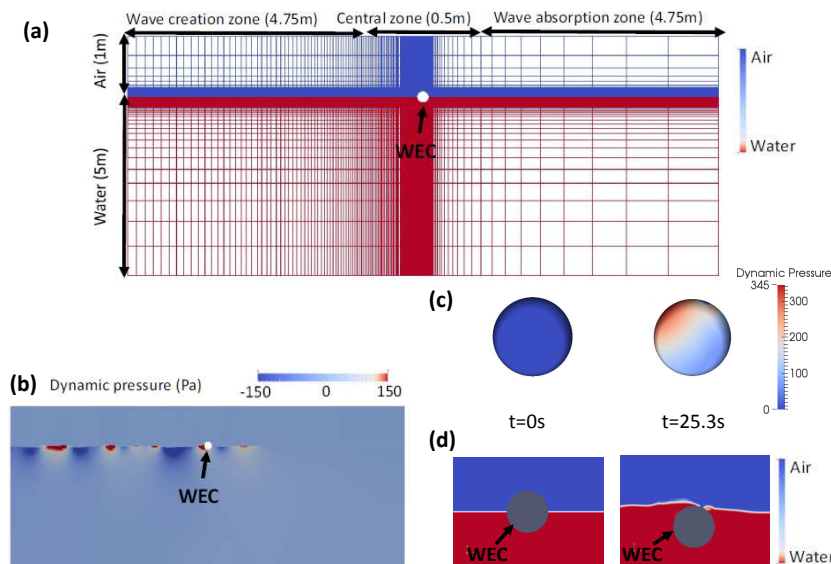 Wave creation zone (4.75m) Central zone (0.5m) Wave absorption zone (4.75m)
(a)
Air (1m)
Air
WEC
Water
Water (5m)
(c)
Dynamic Pressure
345
300
200
100
0
t=0s t=25.3s
(b)
Dynamic pressure (Pa)
-150 0 150
WEC
(d)
WEC
WEC
Air
Water